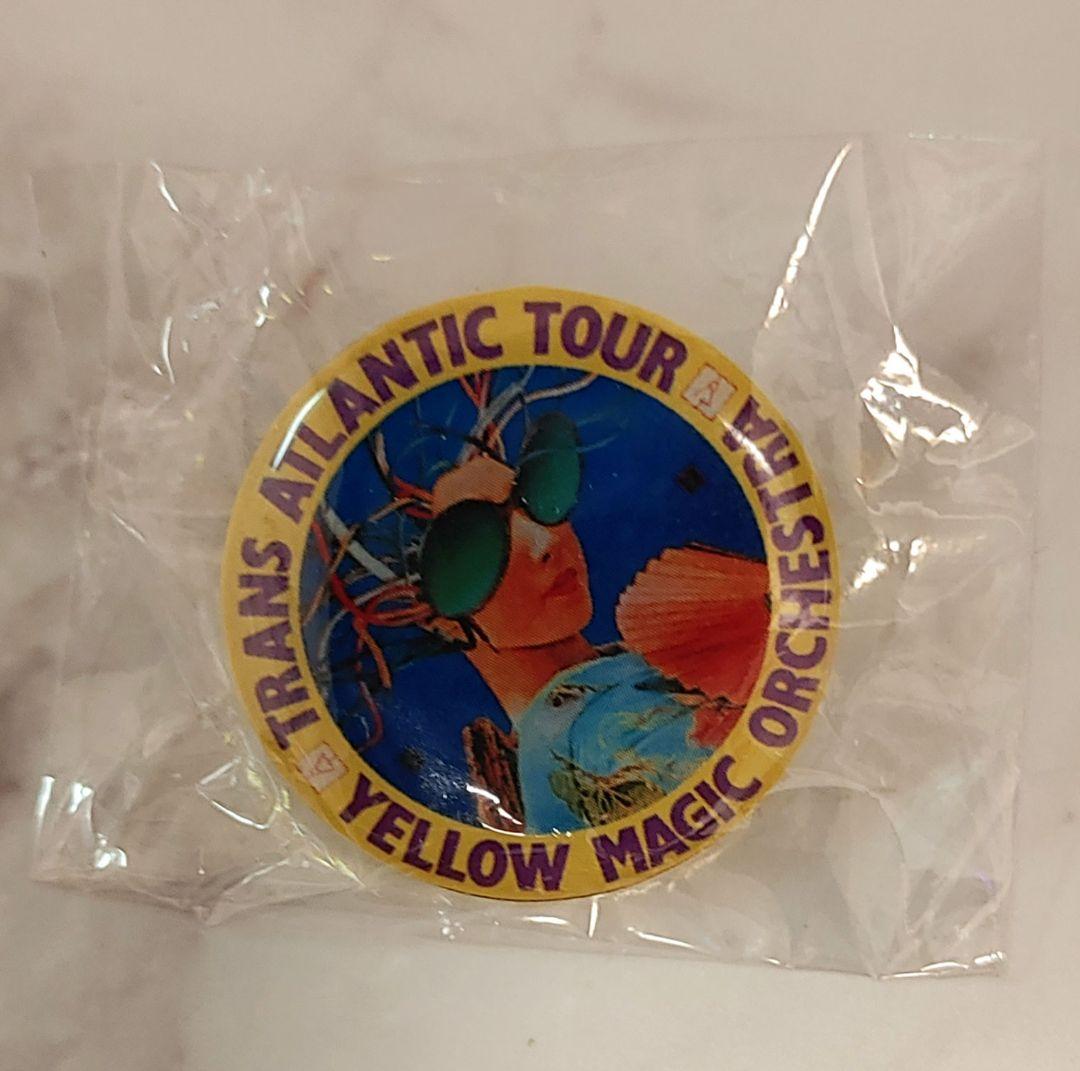 TRANS ATLANTIC TOUR
YELLOW MAGIC ORCHESTRA